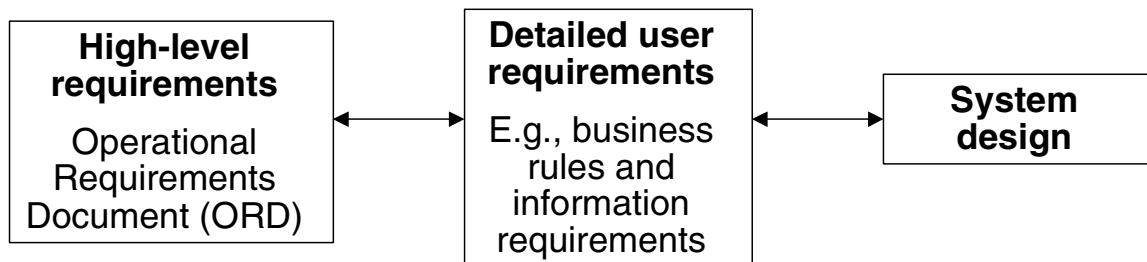 High-level
requirements
Operational
Requirements
Document (ORD)
Detailed user
requirements
E.g., business
rules and
information
requirements
System
design